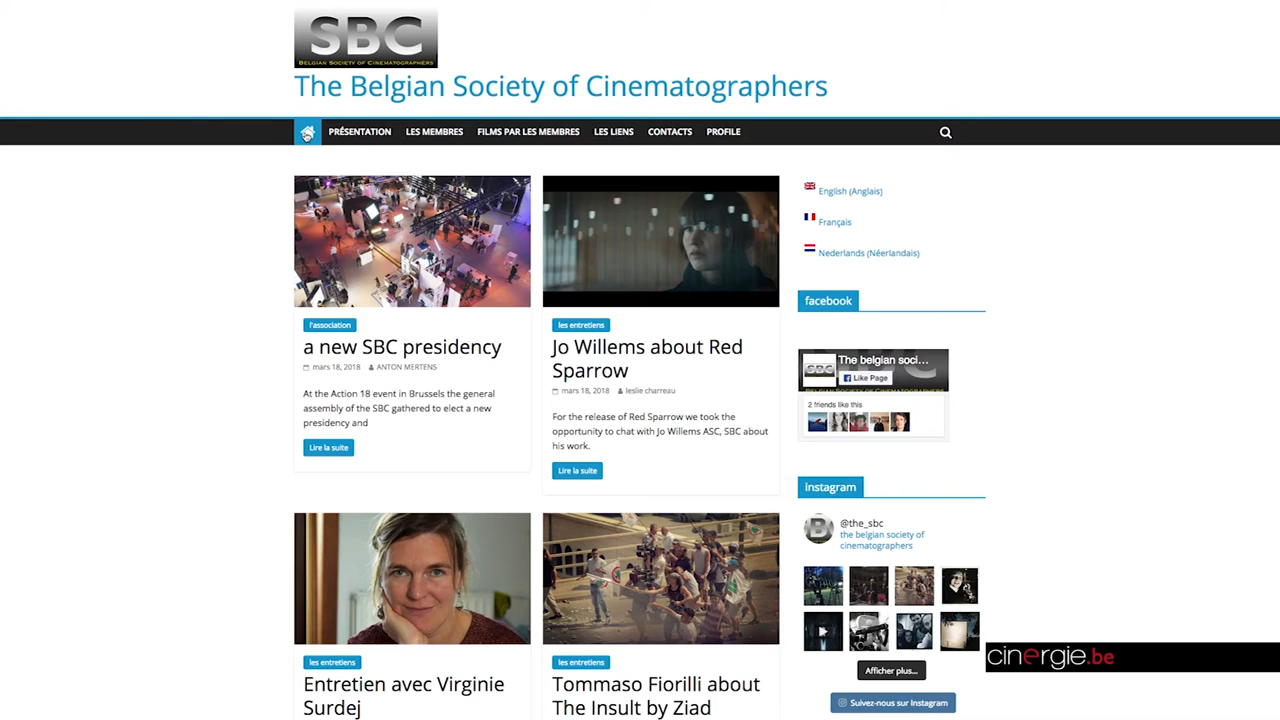 SBC
BELGIAN SOCIETY OF CINEMATOGRAPHERS
The Belgian Society of Cinematographers
PRÉSENTATION LES MEMBRES FILMS PAR LES MEMBRES LES LIENS CONTACTS PROFILE
l'association
a new SBC presidency
mars 18, 2018 ANTON MERTENS
At the Action 18 event in Brussels the general
assembly of the SBC gathered to elect a new
presidency and
Lire la suite
les entretiens
Jo Willems about Red
Sparrow
mars 18, 2018 leslie charreau
For the release of Red Sparrow we took the
opportunity to chat with Jo Willems ASC, SBC about
his work.
Lire la suite
les entretiens
Entretien avec Virginie
Surdej
les entretiens
Tommaso Fiorilli about
The Insult by Ziad
English (Anglais)
Français
Nederlands (Néerlandais)
facebook
The belgian soci...
SBC
Like Page
2 friends like this
instagram
B
@the_sbc
the belgian society of
cinematographers
Afficher plus...
Suivez-nous sur Instagram
cinergie.be